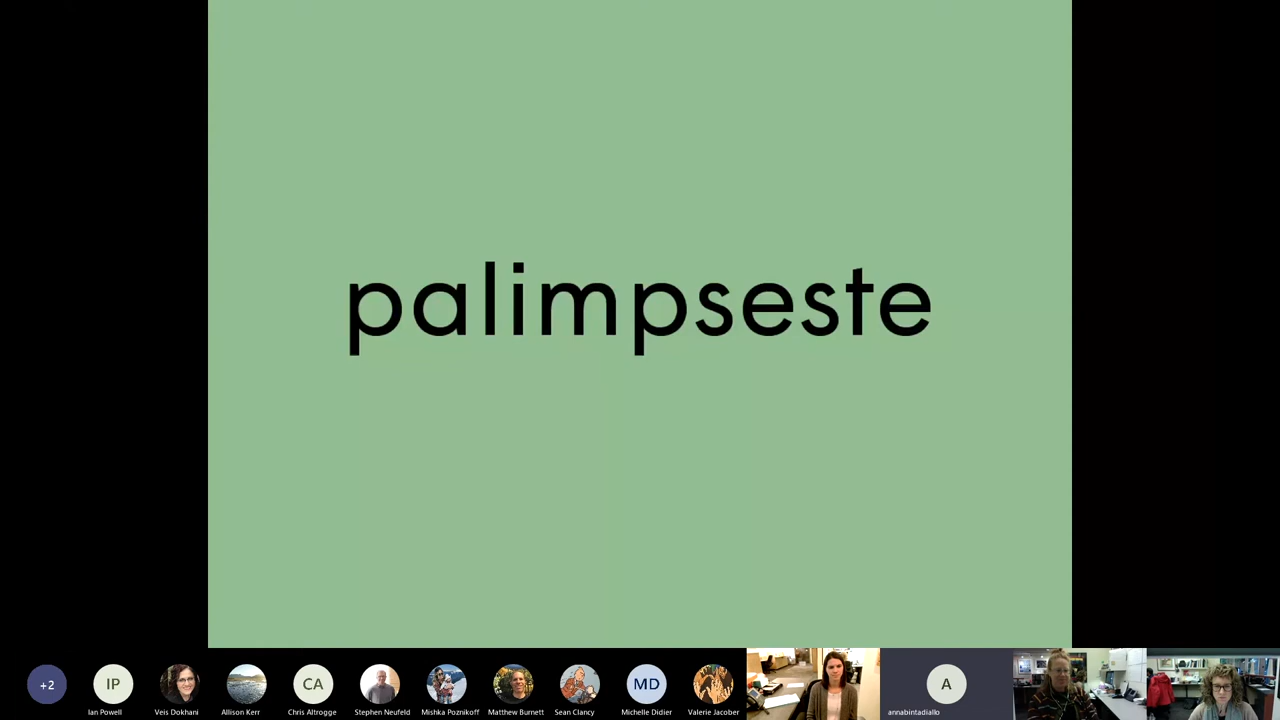 palimpseste
+2
IP
CA
MD
A
Ian Powell
Veis Dokhani
Allison Kerr
Chris Altrogge
Stephen Neufeld
Mishka Poznikoff
Matthew Burnett
Sean Clancy
Michelle Didier
Valerie Jacober
annabintadiallo